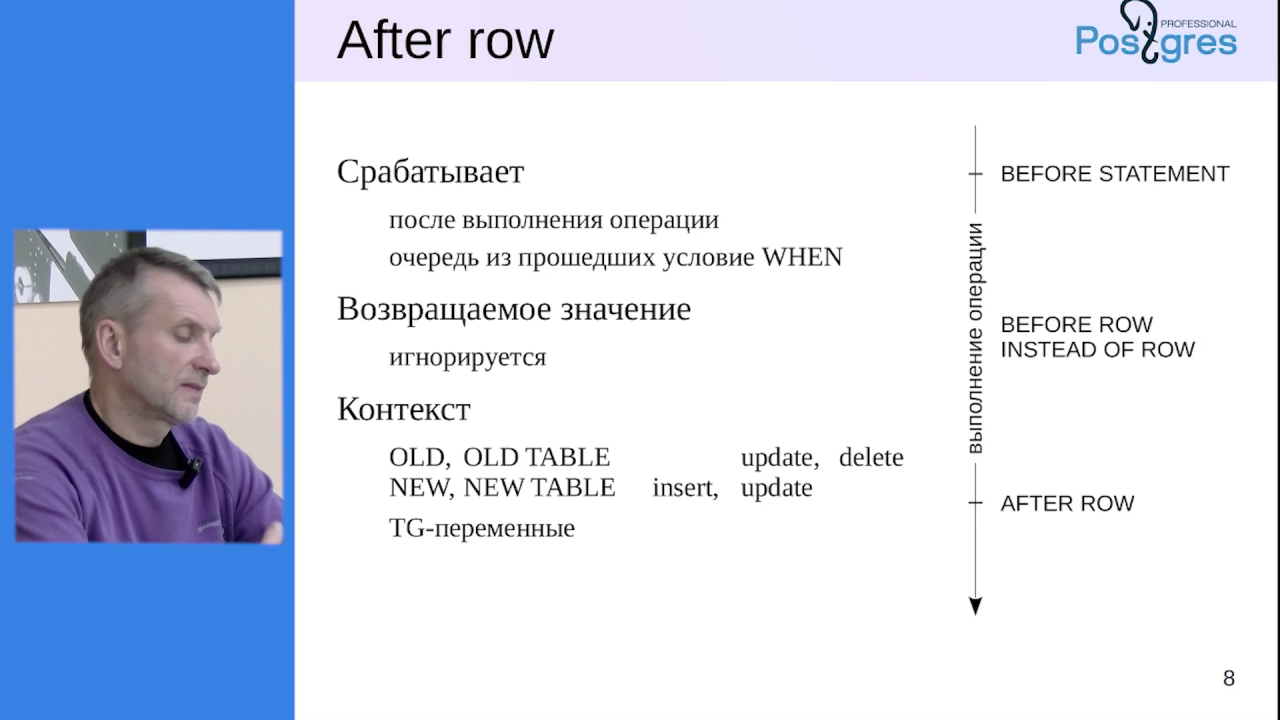 After row
PROFESSIONAL
Postgres
Срабатывает
после выполнения операции
очередь из прошедших условие WHEN
Возвращаемое значение
игнорируется
Контекст
OLD, OLD TABLE update, delete
NEW, NEW TABLE insert, update
TG-переменные
BEFORE STATEMENT
выполнение операции
BEFORE ROW
INSTEAD OF ROW
AFTER ROW
8